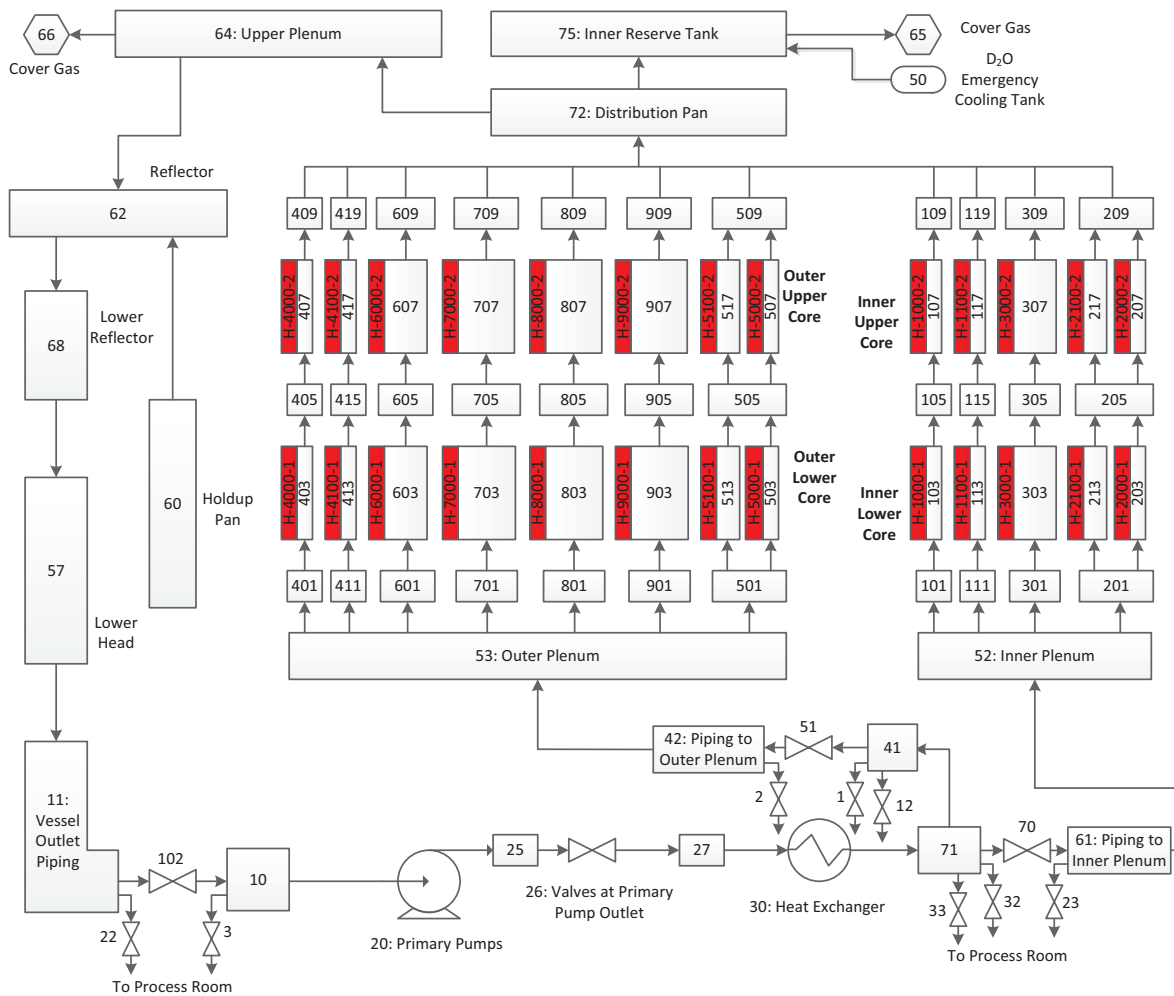 66
64: Upper Plenum
75: Inner Reserve Tank
65
Cover Gas
Cover Gas
50
D₂O
Emergency
Cooling Tank
72: Distribution Pan
Reflector
62
409
419
609
709
809
909
509
109
119
309
209
H-4000-2
407
H-4100-2
417
H-6000-2
607
H-7000-2
707
H-8000-2
807
H-9000-2
907
H-5100-2
517
H-5000-2
507
Outer
Upper
Core
Inner
Upper
Core
H-1000-2
107
H-1100-2
117
H-3000-2
307
H-2100-2
217
H-2000-2
207
68
Lower
Reflector
405
415
605
705
805
905
505
105
115
305
205
H-4000-1
403
H-4100-1
413
H-6000-1
603
H-7000-1
703
H-8000-1
803
H-9000-1
903
H-5100-1
513
H-5000-1
503
Outer
Lower
Core
Inner
Lower
Core
H-1000-1
103
H-1100-1
113
H-3000-1
303
H-2100-1
213
H-2000-1
203
60
Holdup
Pan
57
Lower
Head
401
411
601
701
801
901
501
101
111
301
201
53: Outer Plenum
52: Inner Plenum
42: Piping to
Outer Plenum
51
41
2
1
12
11:
Vessel
Outlet
Piping
102
10
22
3
To Process Room
20: Primary Pumps
25
26: Valves at Primary
Pump Outlet
27
30: Heat Exchanger
71
70
61: Piping to
Inner Plenum
33
32
23
To Process Room